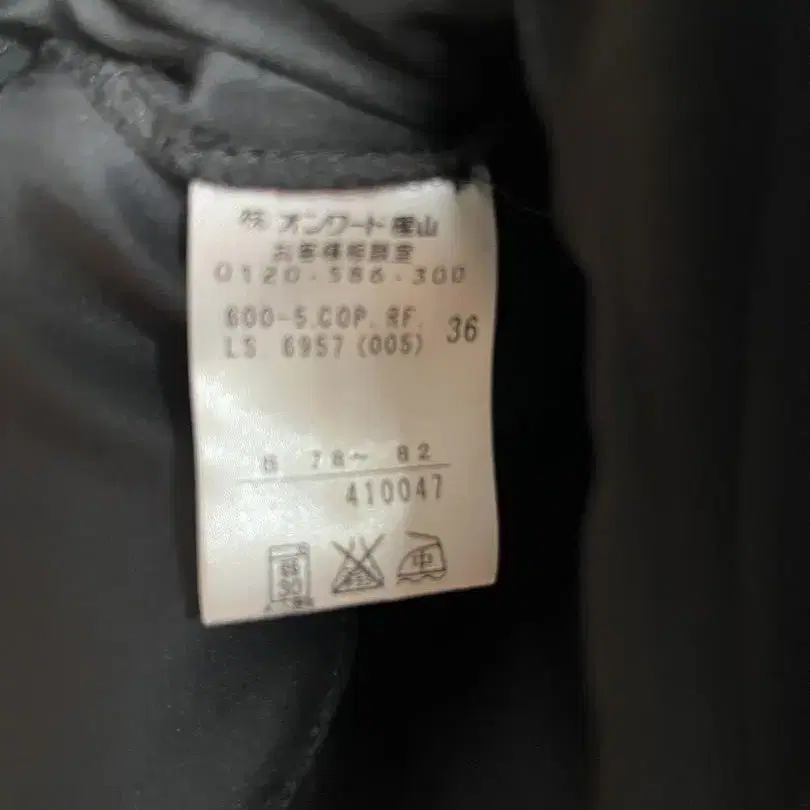 ㈱ オンワード樫山
お客様相談室
0120-586-300
600-5.COP.RF.
LS 6957 (005) 36
B 78~ 82
410047
中